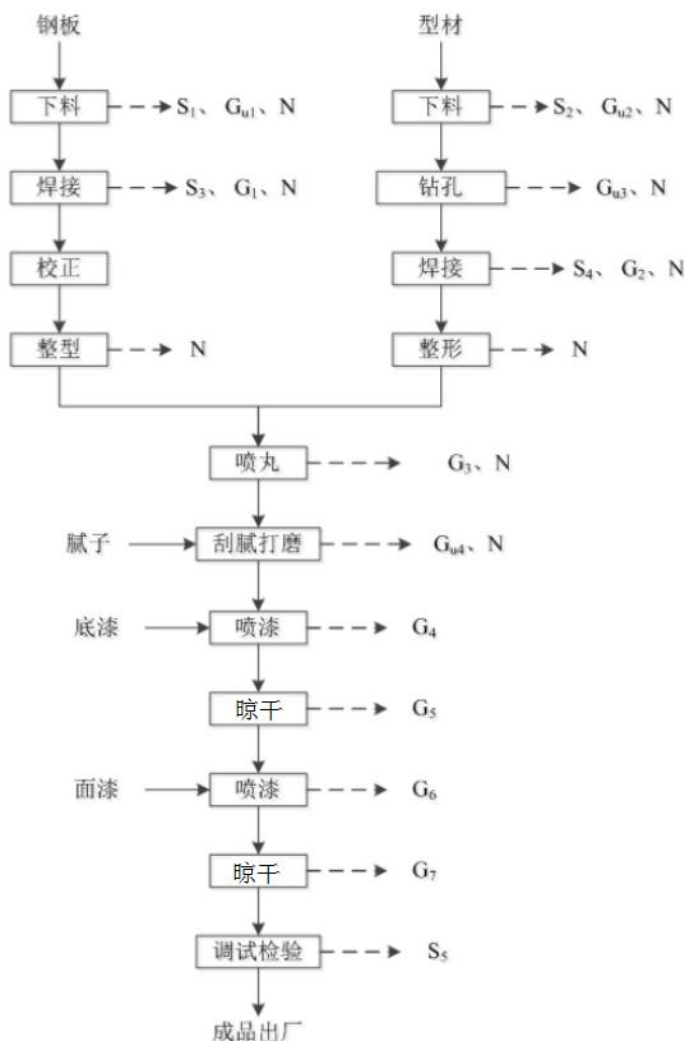 钢板 型材
下料 S₁、 Gᵤ₁、N 下料 S₂、 Gᵤ₂、N
焊接 S₃、 G₁、N 钻孔 Gᵤ₃、N
校正 焊接 S₄、 G₂、N
整型 N 整形 N
喷丸 G₃、N
腻子 刮腻打磨 Gᵤ₄、N
底漆 喷漆 G₄
晾干 G₅
面漆 喷漆 G₆
晾干 G₇
调试检验 S₅
成品出厂